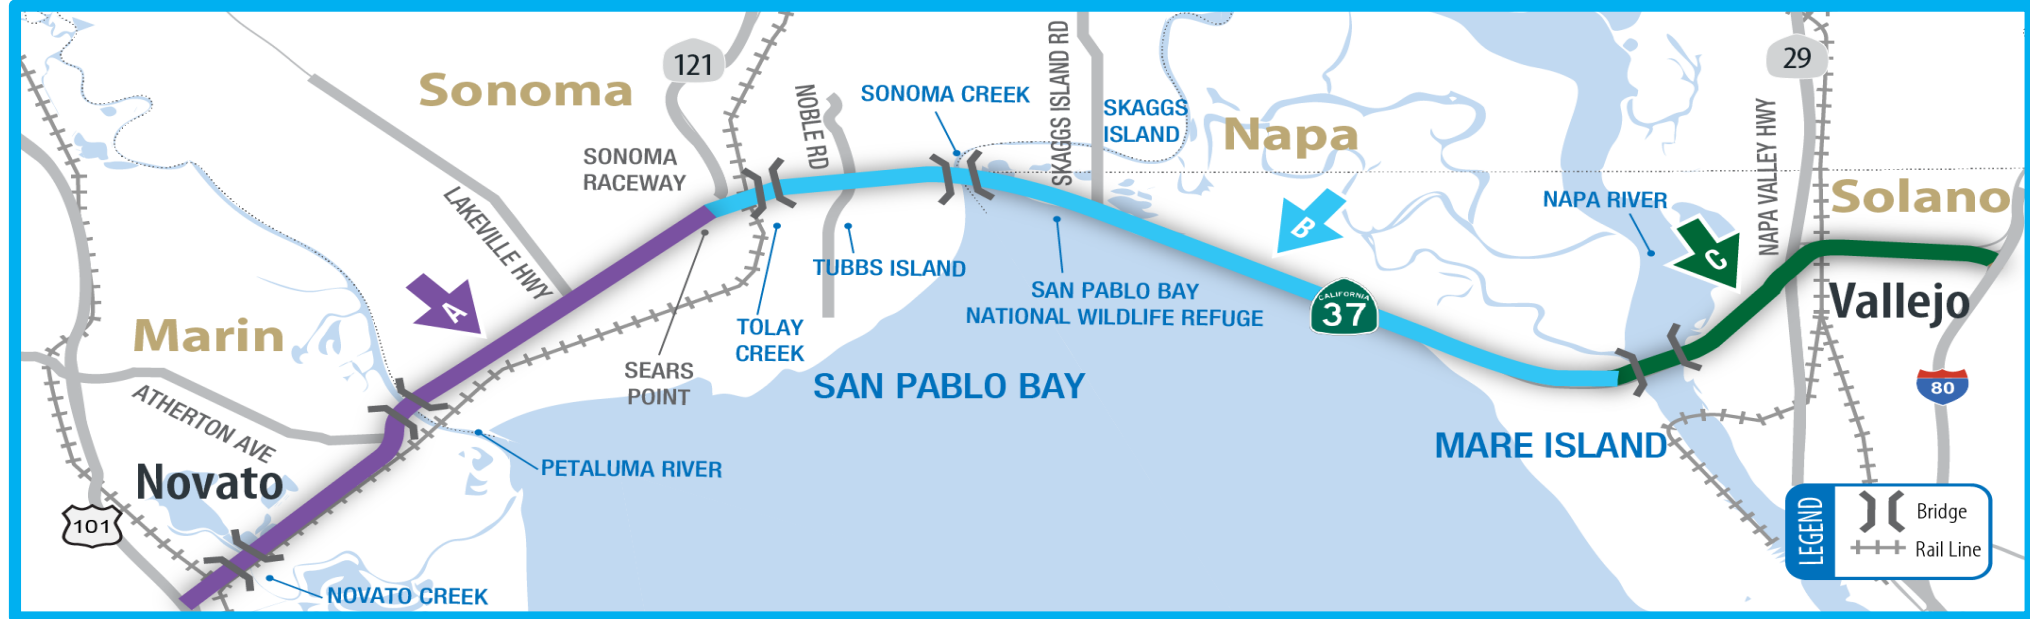 121
29
Sonoma
SONOMA CREEK
SKAGGS ISLAND RD
SKAGGS
ISLAND
Napa
NOBLE RD
NAPA VALLEY HWY
SONOMA
RACEWAY
LAKEVILLE HWY
NAPA RIVER
Solano
B
C
TUBBS ISLAND
SAN PABLO BAY
NATIONAL WILDLIFE REFUGE
CALIFORNIA
37
Vallejo
A
Marin
TOLAY
CREEK
SEARS
POINT
SAN PABLO BAY
80
ATHERTON AVE
MARE ISLAND
PETALUMA RIVER
Novato
101
NOVATO CREEK
LEGEND
Bridge
Rail Line